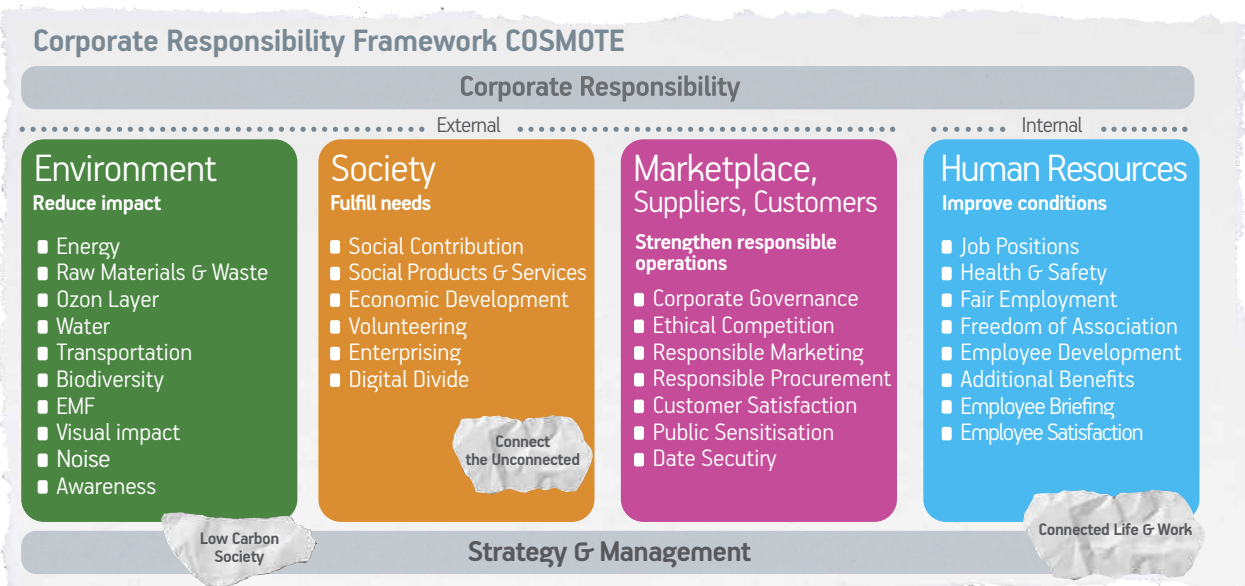 Corporate Responsibility Framework COSMOTE
Corporate Responsibility
External
Internal
Environment
Reduce impact
Energy
Raw Materials & Waste
Ozon Layer
Water
Transportation
Biodiversity
EMF
Visual impact
Noise
Awareness
Low Carbon
Society
Society
Fulfill needs
Social Contribution
Social Products & Services
Economic Development
Volunteering
Enterprising
Digital Divide
Connect
the Unconnected
Marketplace,
Suppliers, Customers
Strengthen responsible
operations
Corporate Governance
Ethical Competition
Responsible Marketing
Responsible Procurement
Customer Satisfaction
Public Sensitisation
Date Secutiry
Human Resources
Improve conditions
Job Positions
Health & Safety
Fair Employment
Freedom of Association
Employee Development
Additional Benefits
Employee Briefing
Employee Satisfaction
Connected Life & Work
Strategy & Management